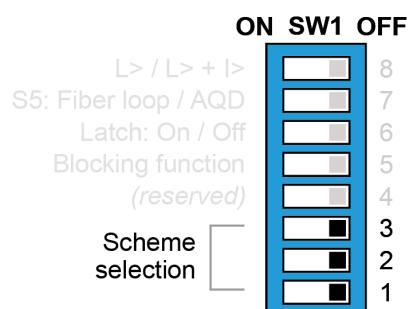 ON SW1 OFF
L> / L> + I> 8
S5: Fiber loop / AQD 7
Latch: On / Off 6
Blocking function 5
(reserved) 4
3
Scheme
selection 2
1